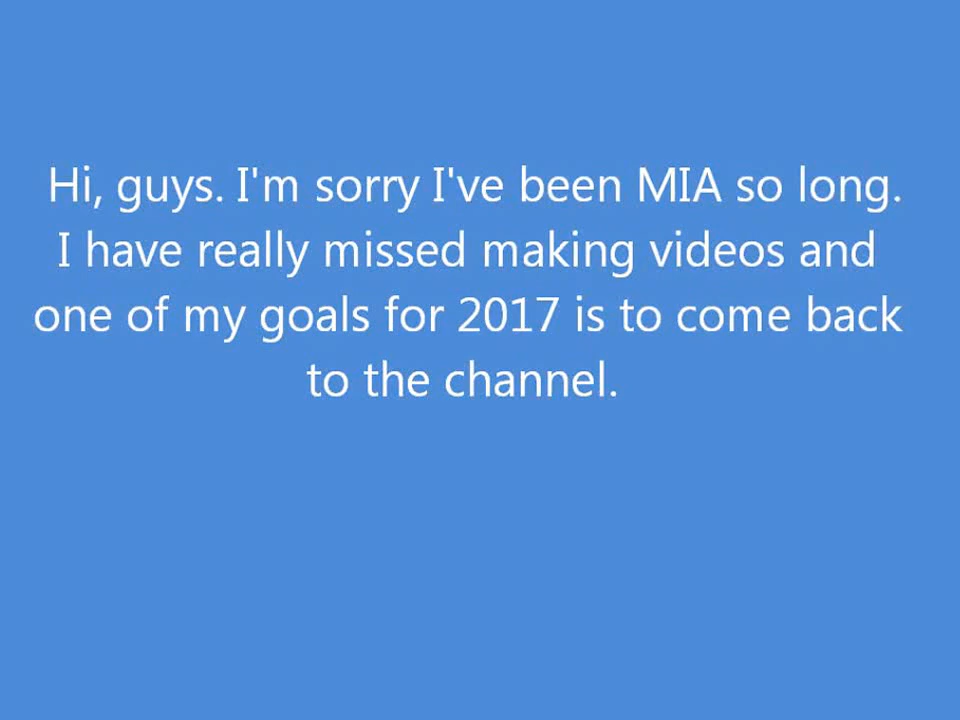 Hi, guys. I'm sorry I've been MIA so long.
I have really missed making videos and
one of my goals for 2017 is to come back
to the channel.